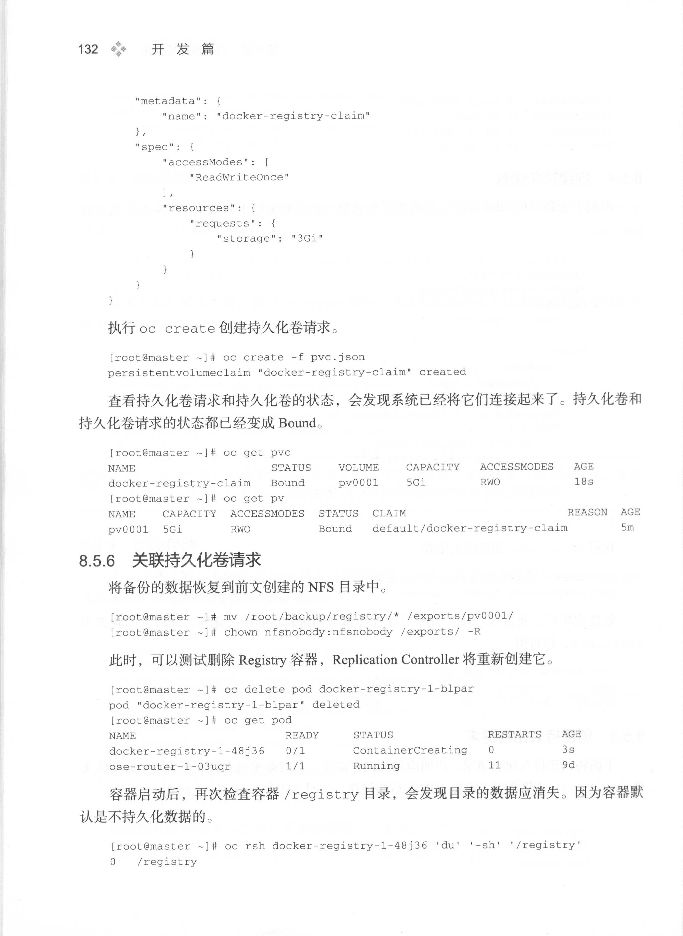 132 开 发 篇
"metadata": {
"name": "docker-registry-claim"
},
"spec": {
"accessModes": [
"ReadWriteOnce"
],
"resources": {
"requests": {
"storage": "3Gi"
}
}
}
}
执行 oc create 创建持久化卷请求。
[root@master ~]# oc create -f pvc.json
persistentvolumeclaim "docker-registry-claim" created
查看持久化卷请求和持久化卷的状态，会发现系统已经将它们连接起来了。持久化卷和
持久化卷请求的状态都已经变成 Bound。
[root@master ~]# oc get pvc
NAME STATUS VOLUME CAPACITY ACCESSMODES AGE
docker-registry-claim Bound pv0001 5Gi RWO 18s
[root@master ~]# oc get pv
NAME CAPACITY ACCESSMODES STATUS CLAIM REASON AGE
pv0001 5Gi RWO Bound default/docker-registry-claim 5m
8.5.6 关联持久化卷请求
将备份的数据恢复到前文创建的 NFS 目录中。
[root@master ~]# mv /root/backup/registry/* /exports/pv0001/
[root@master ~]# chown nfsnobody:nfsnobody /exports/ -R
此时，可以测试删除 Registry 容器，Replication Controller 将重新创建它。
[root@master ~]# oc delete pod docker-registry-1-blpar
pod "docker-registry-1-blpar" deleted
[root@master ~]# oc get pod
NAME READY STATUS RESTARTS AGE
docker-registry-1-48j36 0/1 ContainerCreating 0 3s
ose-router-1-03uqr 1/1 Running 11 9d
容器启动后，再次检查容器 /registry 目录，会发现目录的数据应消失。因为容器默
认是不持久化数据的。
[root@master ~]# oc rsh docker-registry-1-48j36 'du' '-sh' '/registry'
0 /registry